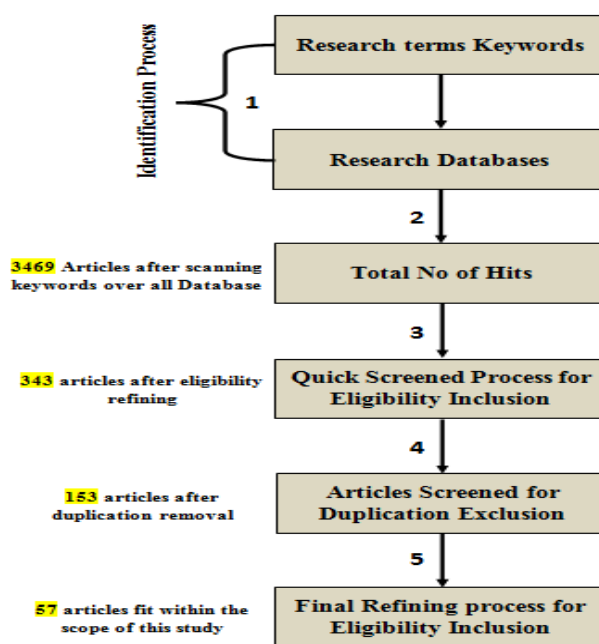 Identification Process
1
Research terms Keywords
Research Databases
2
3469 Articles after scanning
keywords over all Database
Total No of Hits
3
343 articles after eligibility
refining
Quick Screened Process for
Eligibility Inclusion
4
153 articles after
duplication removal
Articles Screened for
Duplication Exclusion
5
57 articles fit within the
scope of this study
Final Refining process for
Eligibility Inclusion